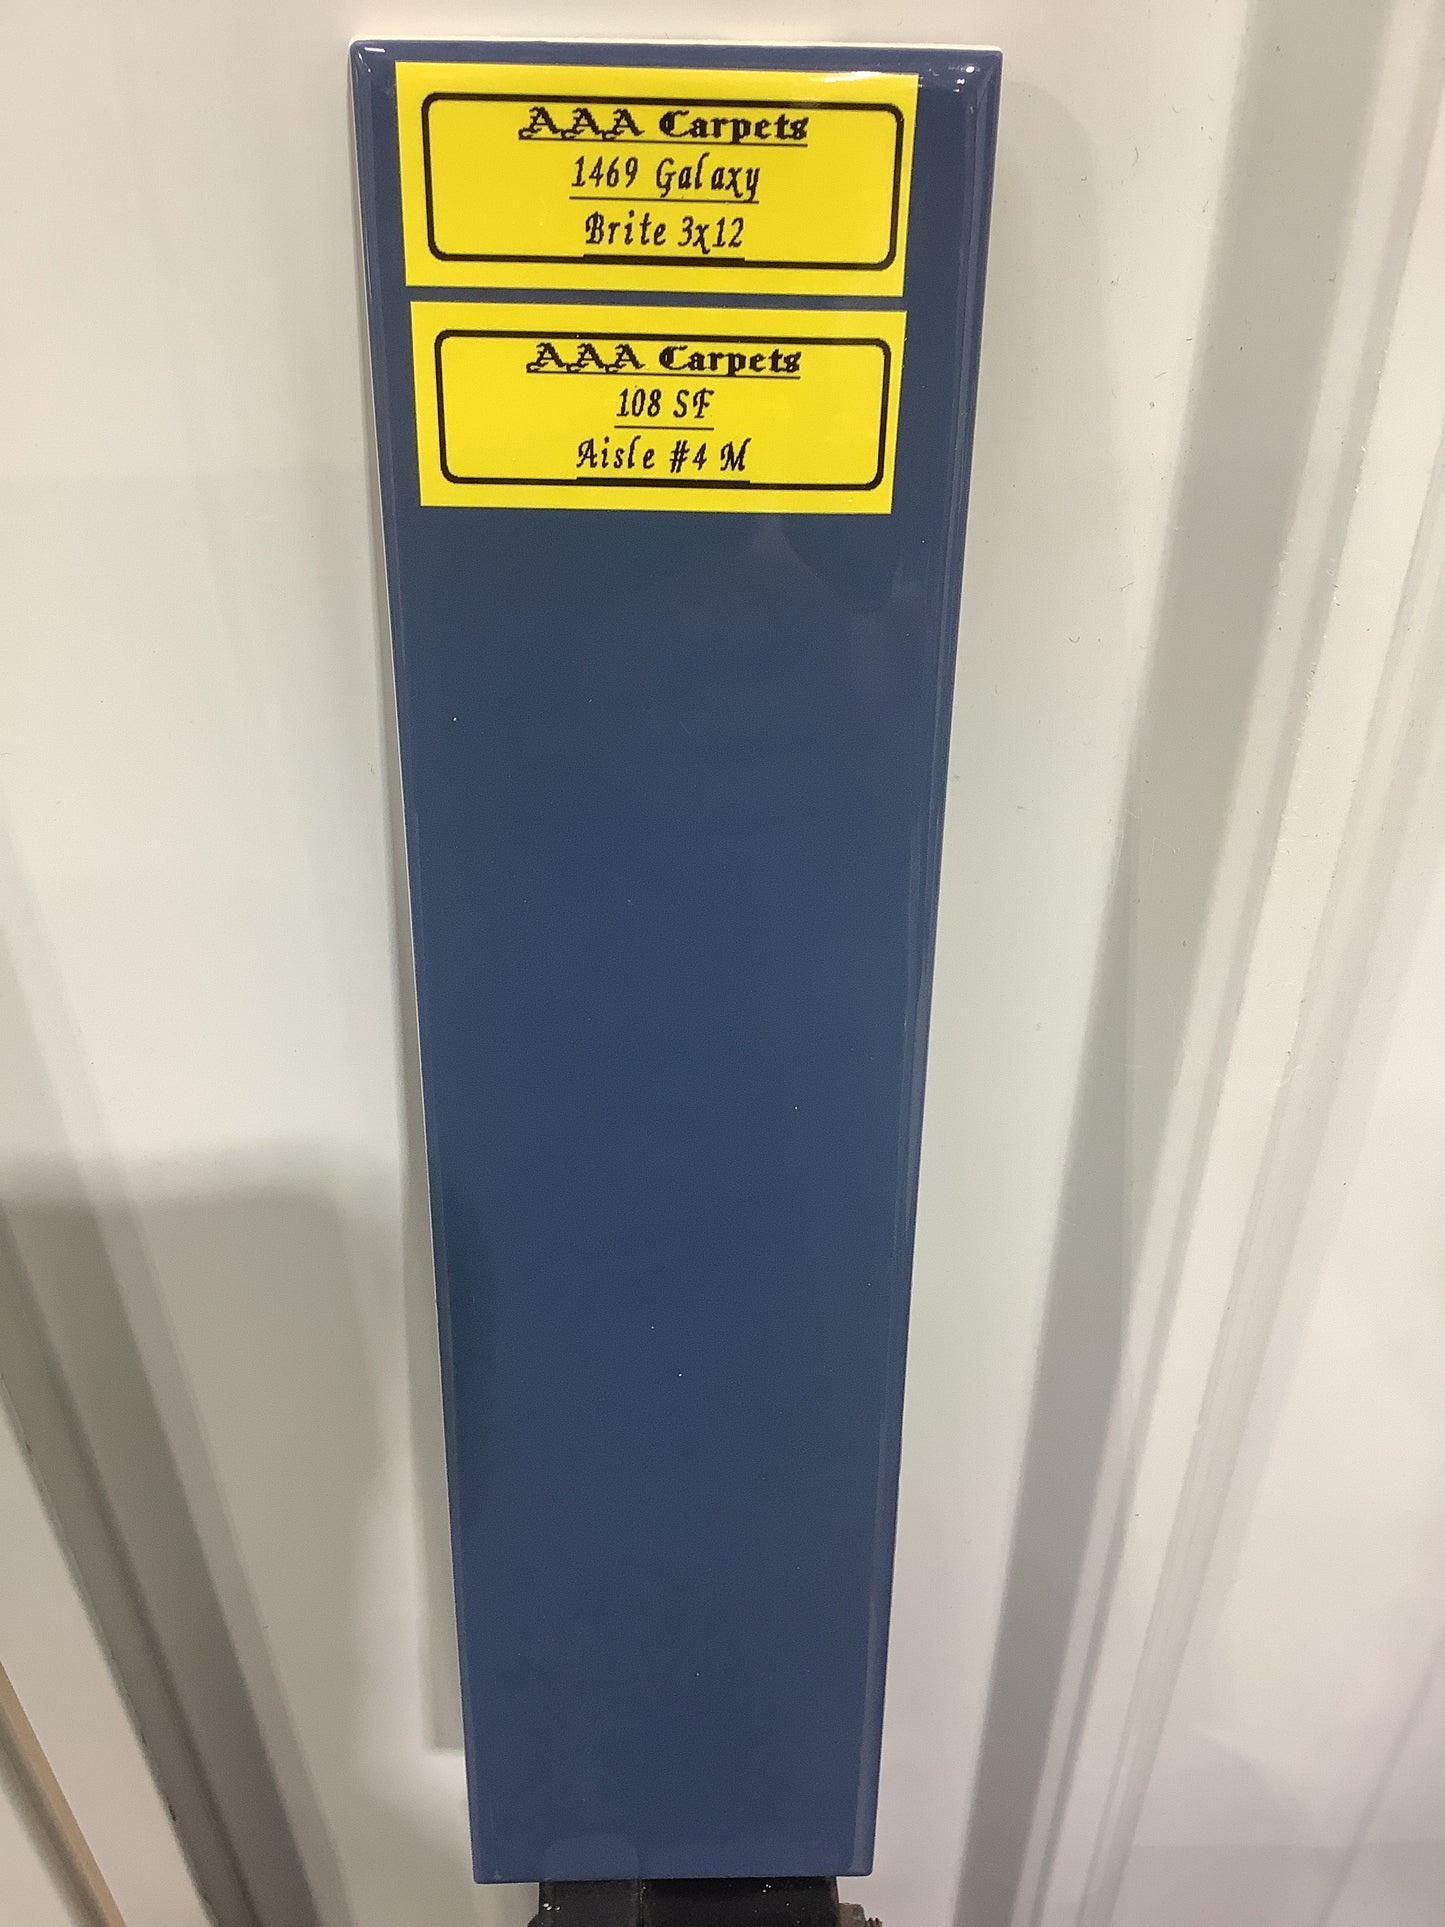 AAA Carpets
1469 Galaxy
Brite 3x12
AAA Carpets
108 SF
Aisle #4 M